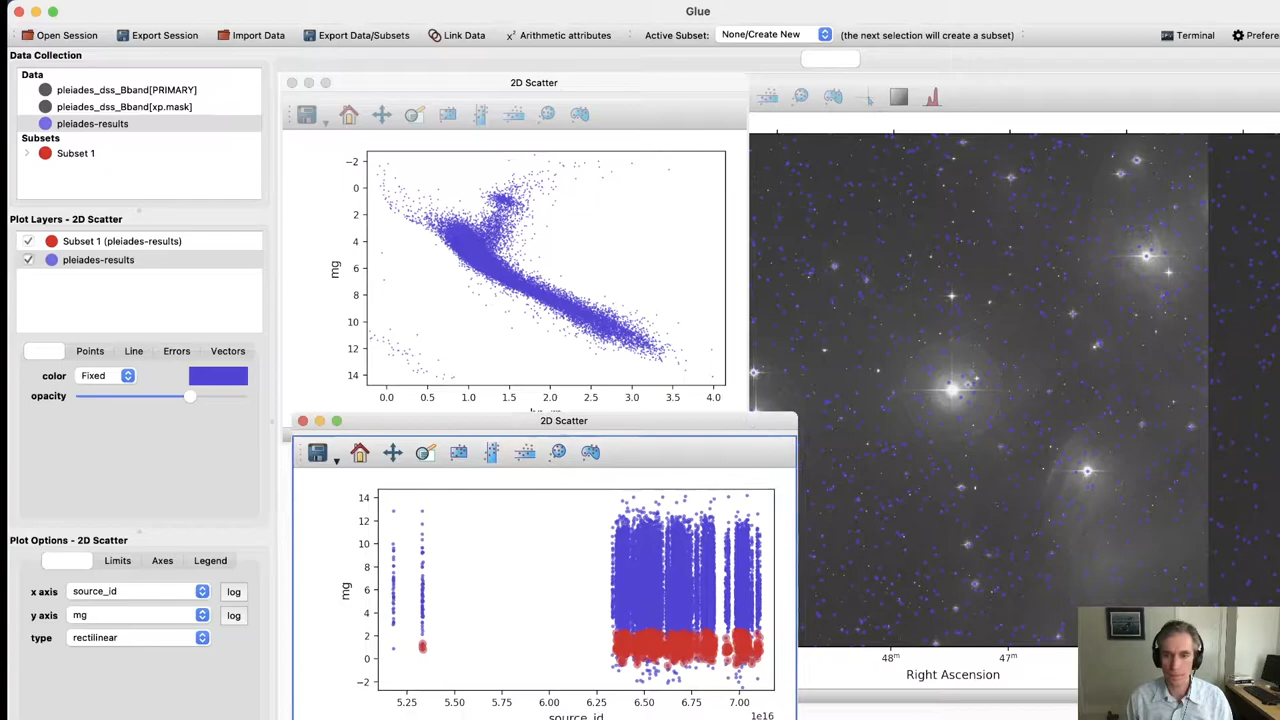 Glue
Open Session Export Session Import Data Export Data/Subsets Link Data Arithmetic attributes Active Subset: None/Create New (the next selection will create a subset) Terminal Prefere
Data Collection
Data
pleiades_dss_Bband[PRIMARY]
pleiades_dss_Bband[xp.mask]
pleiades-results
Subsets
Subset 1
Plot Layers - 2D Scatter
Subset 1 (pleiades-results)
pleiades-results
Points Line Errors Vectors
color Fixed
opacity
Plot Options - 2D Scatter
Limits Axes Legend
x axis source_id log
y axis mg log
type rectilinear
2D Scatter
−2
0
2
4
6
8
10
12
14
mg
0.0 0.5 1.0 1.5 2.0 2.5 3.0 3.5 4.0
2D Scatter
14
12
10
8
6
4
2
0
−2
mg
5.25 5.50 5.75 6.00 6.25 6.50 6.75 7.00
1e16
source_id
48m 47m
Right Ascension